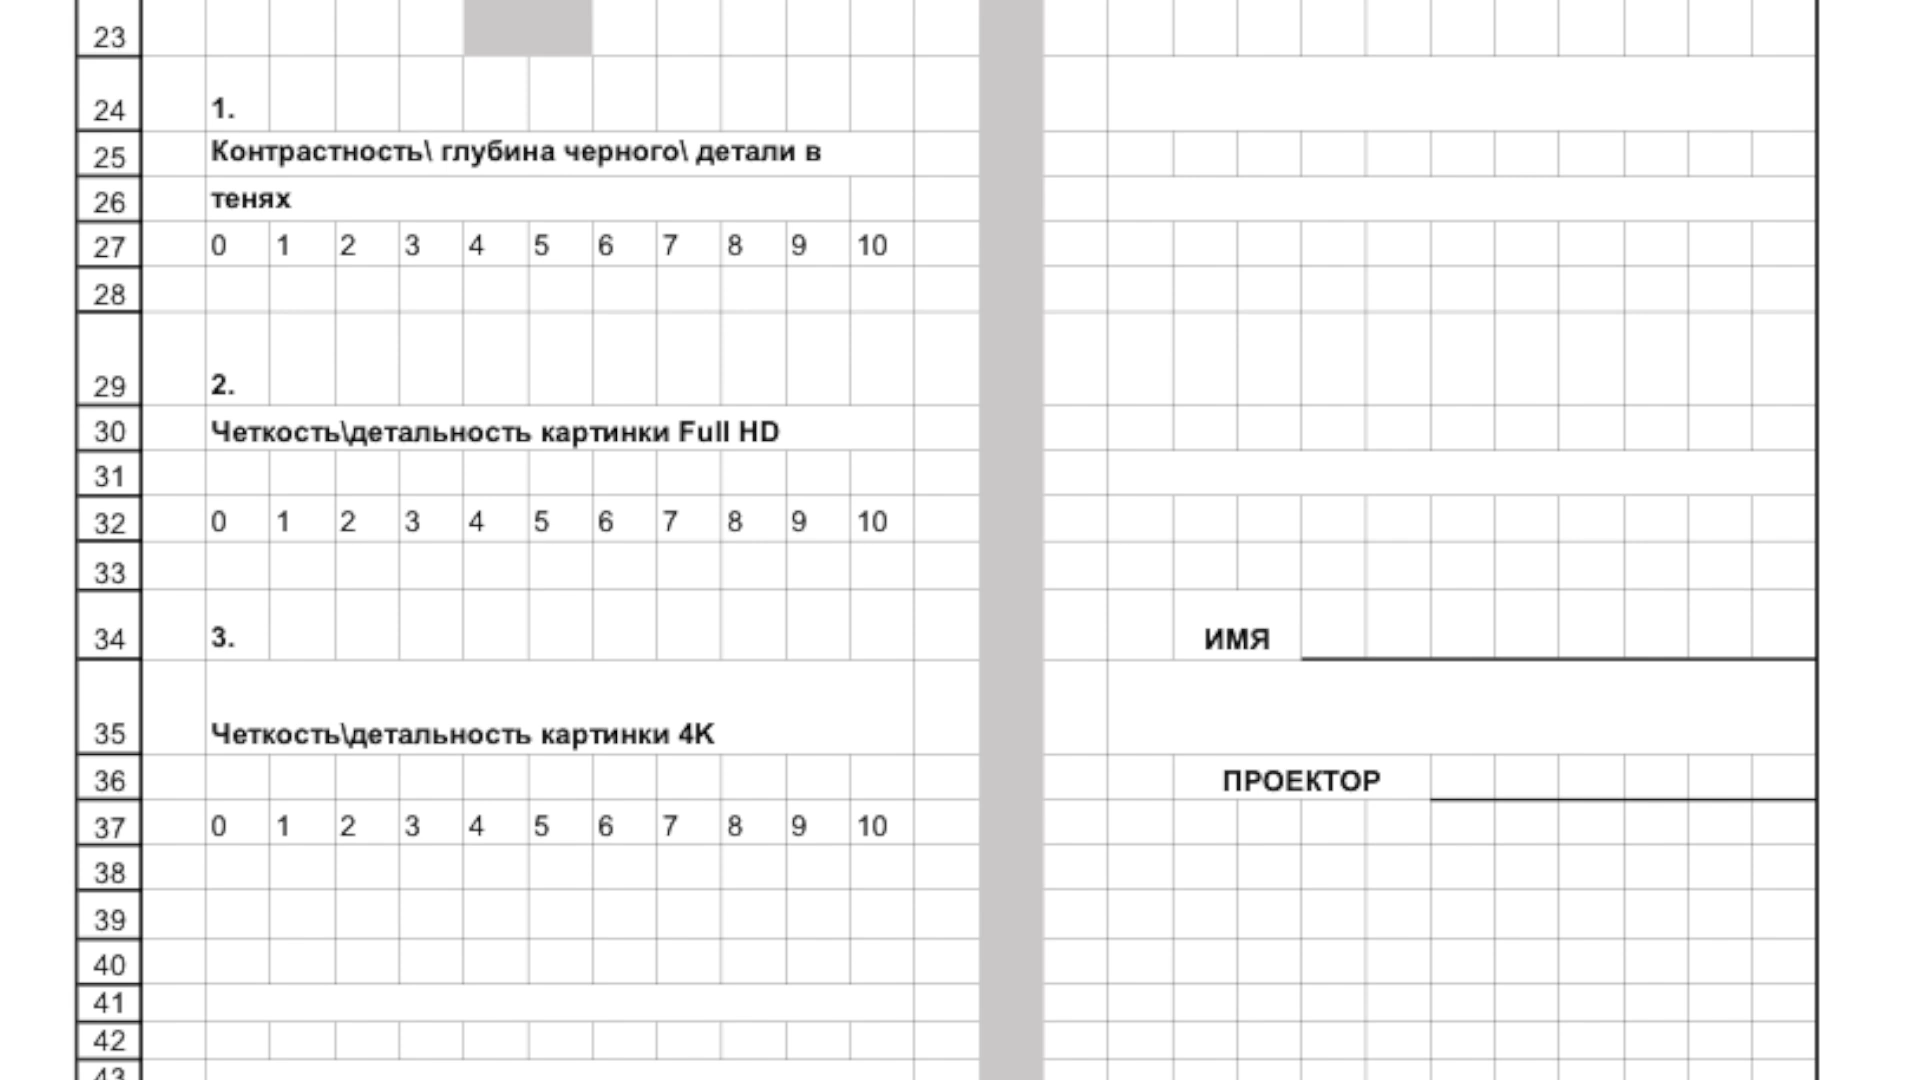 23
24 1.
25 Контрастность\ глубина черного\ детали в
26 тенях
27 0 1 2 3 4 5 6 7 8 9 10
28
29 2.
30 Четкость\детальность картинки Full HD
31
32 0 1 2 3 4 5 6 7 8 9 10
33
34 3. ИМЯ
35 Четкость\детальность картинки 4K
36 ПРОЕКТОР
37 0 1 2 3 4 5 6 7 8 9 10
38
39
40
41
42
43